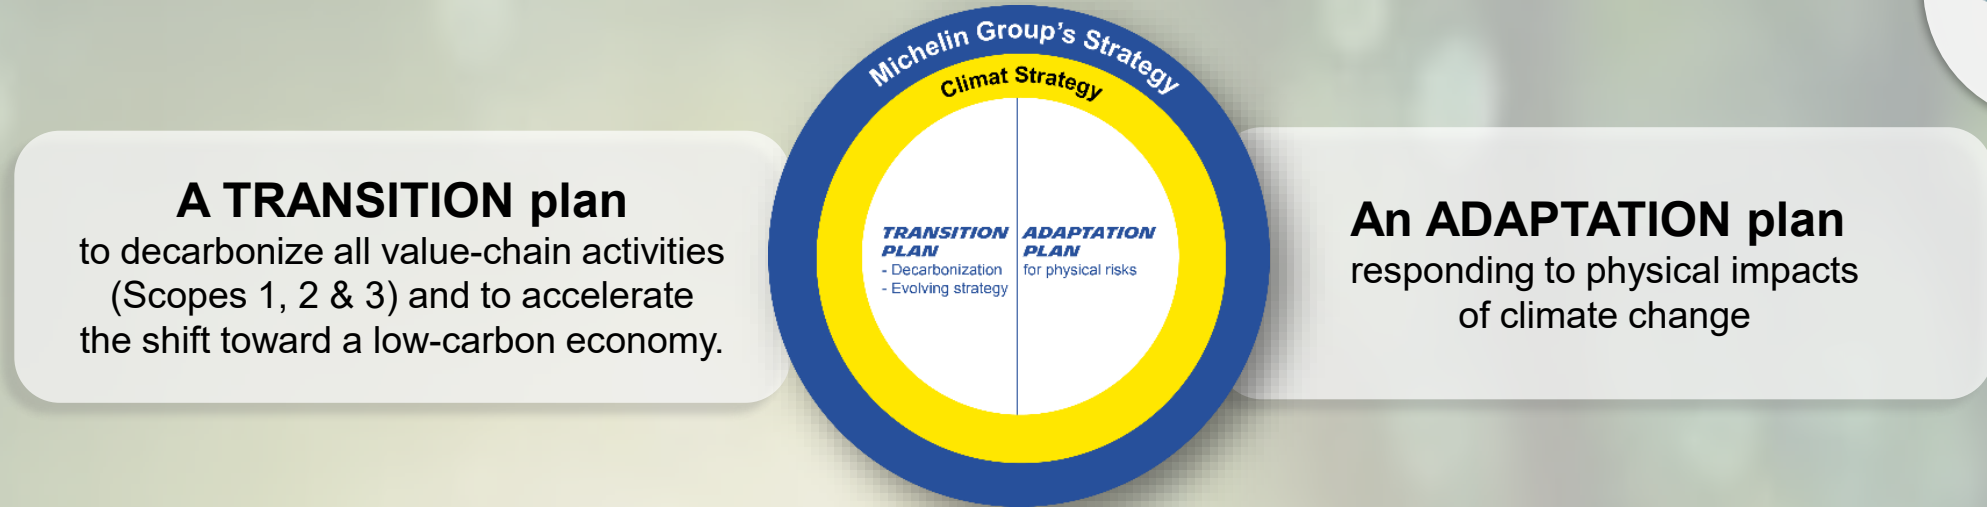 Michelin Group's Strategy
Climat Strategy
A TRANSITION plan
to decarbonize all value-chain activities
(Scopes 1, 2 & 3) and to accelerate
the shift toward a low-carbon economy.
TRANSITION
PLAN
- Decarbonization
- Evolving strategy
ADAPTATION
PLAN
for physical risks
An ADAPTATION plan
responding to physical impacts
of climate change